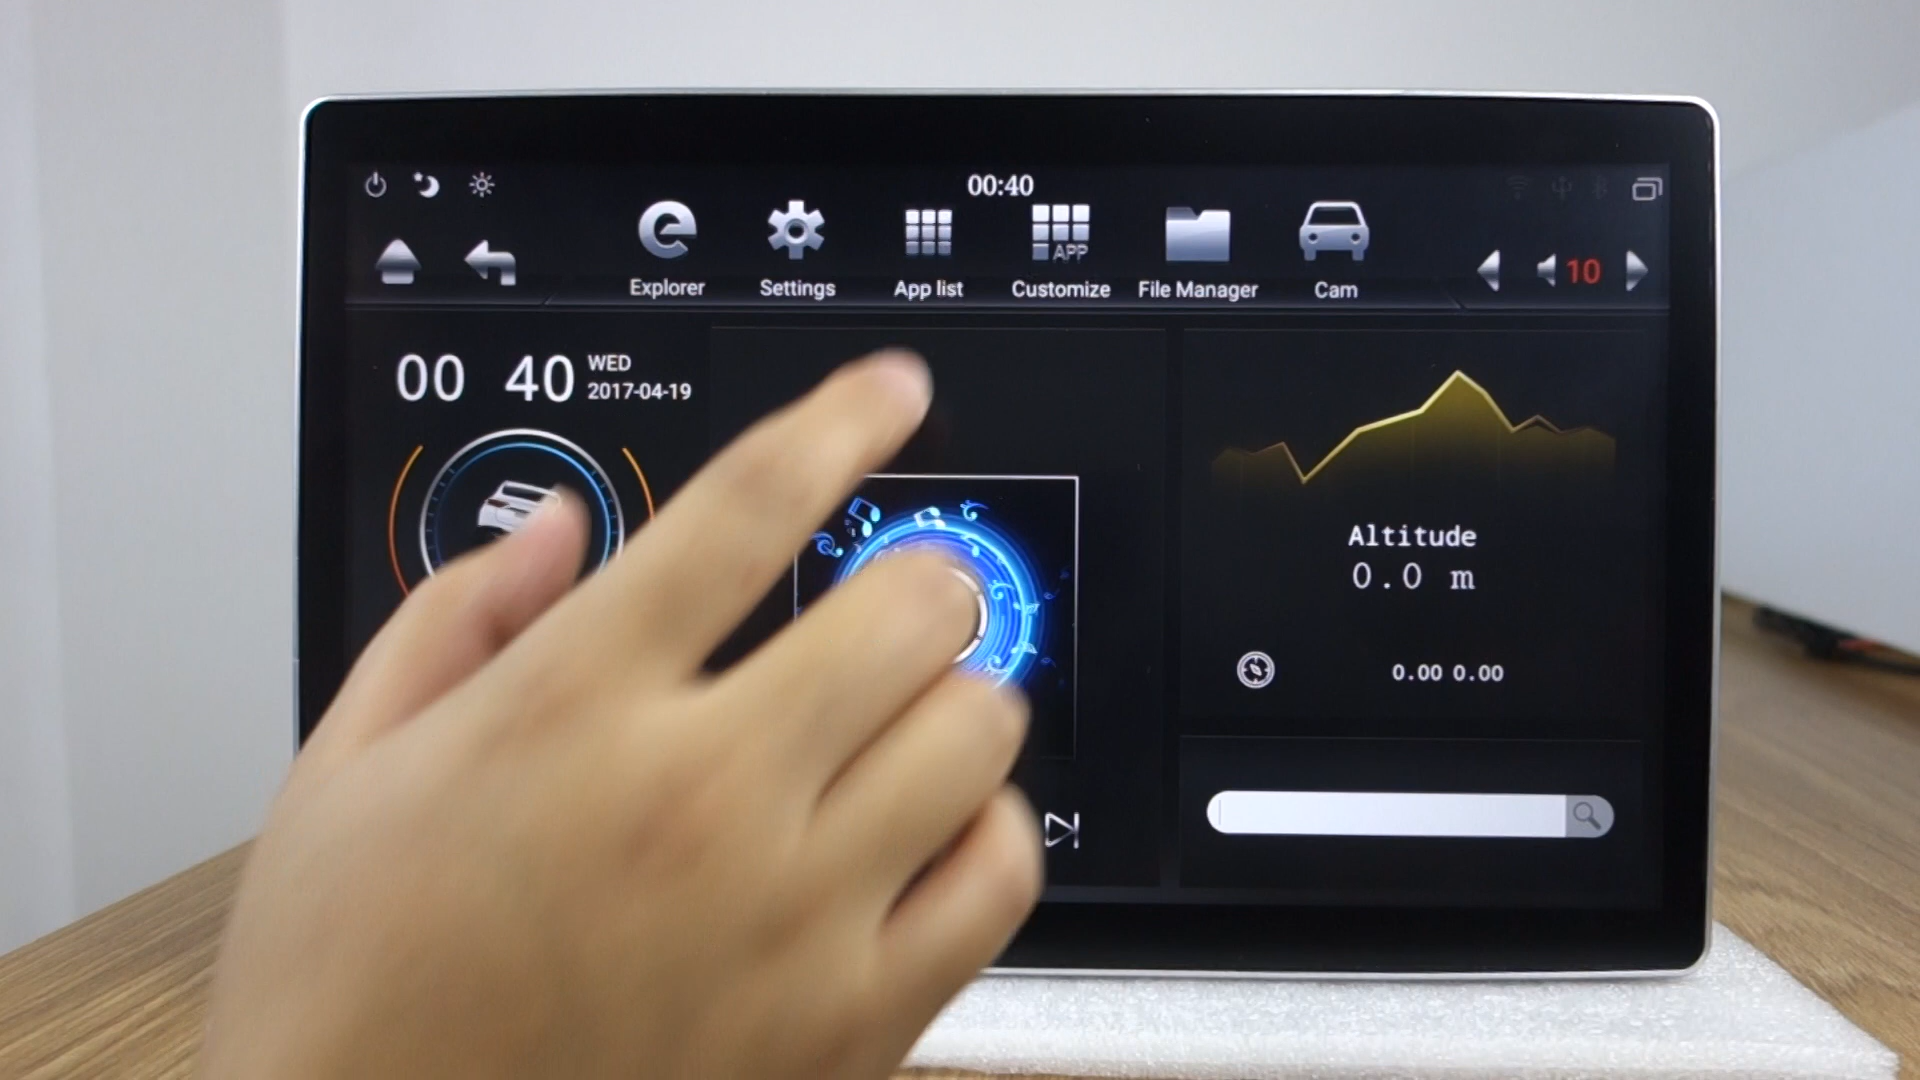 00:40
Explorer
Settings
App list
APP
Customize
File Manager
Cam
10
00 40
WED
2017-04-19
Altitude
0.0 m
0.00 0.00